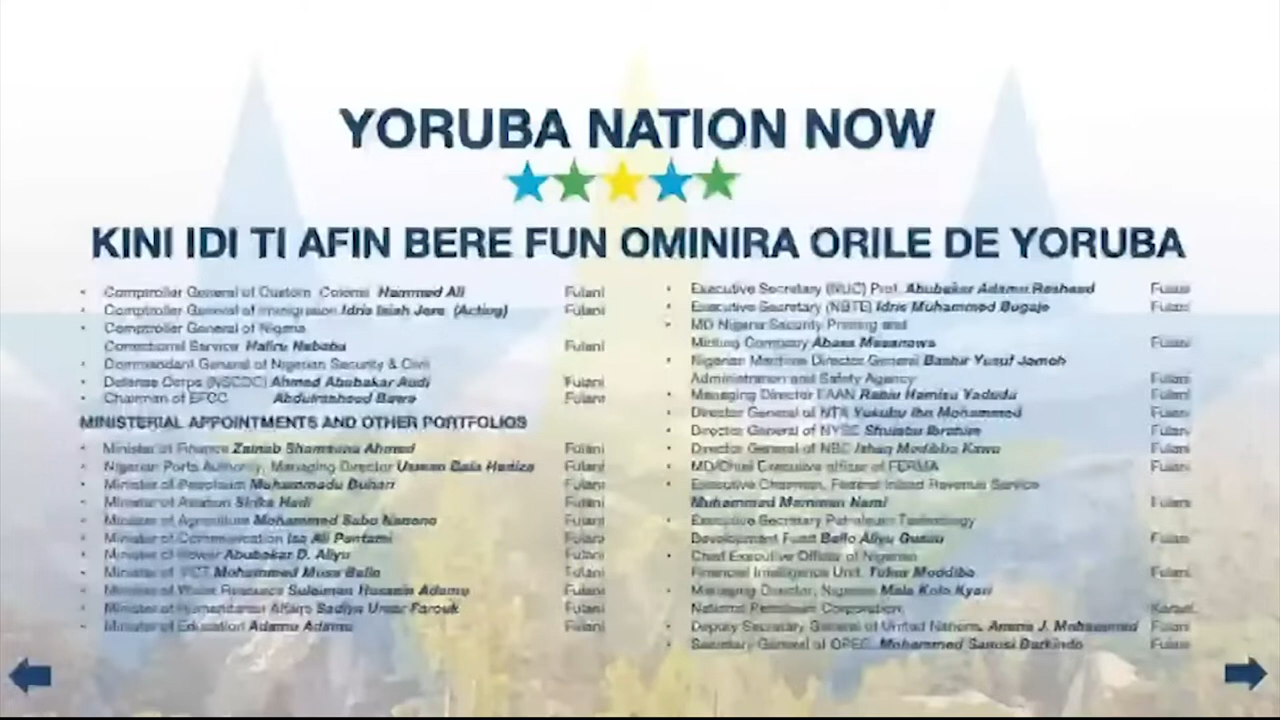 YORUBA NATION NOW
KINI IDI TI AFIN BERE FUN OMINIRA ORILE DE YORUBA
Comptroller General of Custom Colonel Hammed Ali Fulani
Comptroller General of Immigration Idris Isiah Jere (Acting) Fulani
Comptroller General of Nigeria
Correctional Service Hafiru Nababa Fulani
Commandant General of Nigerian Security & Civil
Defense Corps (NSCDC) Ahmed Abubakar Audi Fulani
Chairman of EFCC Abdulrasheed Bawa Fulani
MINISTERIAL APPOINTMENTS AND OTHER PORTFOLIOS
Minister of Finance Zainab Shamsuna Ahmed Fulani
Nigerian Ports Authority, Managing Director Usman Bala Hadiza Fulani
Minister of Petroleum Muhammadu Buhari Fulani
Minister of Aviation Sirika Hadi Fulani
Minister of Agriculture Mohammed Sabo Nanono Fulani
Minister of Communication Isa Ali Pantami Fulani
Minister of Power Abubakar D. Aliyu Fulani
Minister of Mohammed Musa Bello Fulani
Minister of Water Resource Suleiman Hussein Adamu Fulani
Minister of Humanitarian Affairs Sadiya Umar Farouk Fulani
Minister of Education Adamu Adamu Fulani
Executive Secretary (NUC) Prof. Abubakar Adamu Rasheed Fulani
Executive Secretary (NBTE) Idris Muhammed Bugaje Fulani
MD Nigeria Security Printing and
Minting Company Abass Masanawa Fulani
Nigerian Maritime Director General Bashir Yusuf Jamoh
Administration and Safety Agency Fulani
Managing Director FAAN Rabiu Hamisu Yadudu Fulani
Director General of NTA Yakubu Ibn Mohammed Fulani
Director General of NYSC Shuaibu Ibrahim Fulani
Director General of NBC Ishaq Modibbo Kawu Fulani
MD/Chief Executive officer of FERMA Fulani
Executive Chairman, Federal Inland Revenue Service
Muhammad Mamman Nami Fulani
Executive Secretary Petroleum Technology
Development Fund Bello Aliyu Gusau Fulani
Chief Executive Officer of Nigerian
Financial Intelligence Unit. Tukur Moddibo Fulani
Managing Director, Nigerian Mala Kolo Kyari
National Petroleum Corporation
Deputy Secretary General of United Nations. Amina J. Mohammed Fulani
Secretary General of OPEC. Mohammed Sanusi Barkindo Fulani